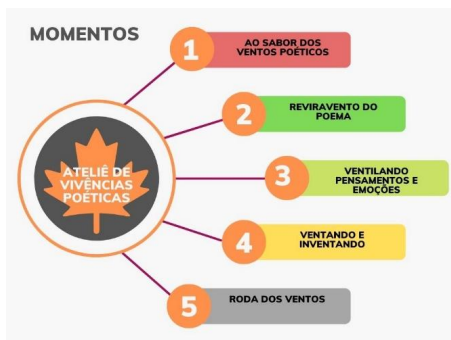 MOMENTOS
1
AO SABOR DOS
VENTOS POÉTICOS
2
REVIRAVENTO DO
POEMA
ATELIÊ DE
VIVÊNCIAS
POÉTICAS
3
VENTILANDO
PENSAMENTOS E
EMOÇÕES
4
VENTANDO E
INVENTANDO
5
RODA DOS VENTOS